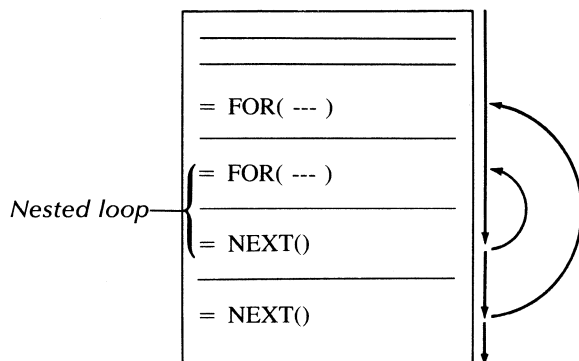 = FOR( --- )
= FOR( --- )
Nested loop
= NEXT()
= NEXT()